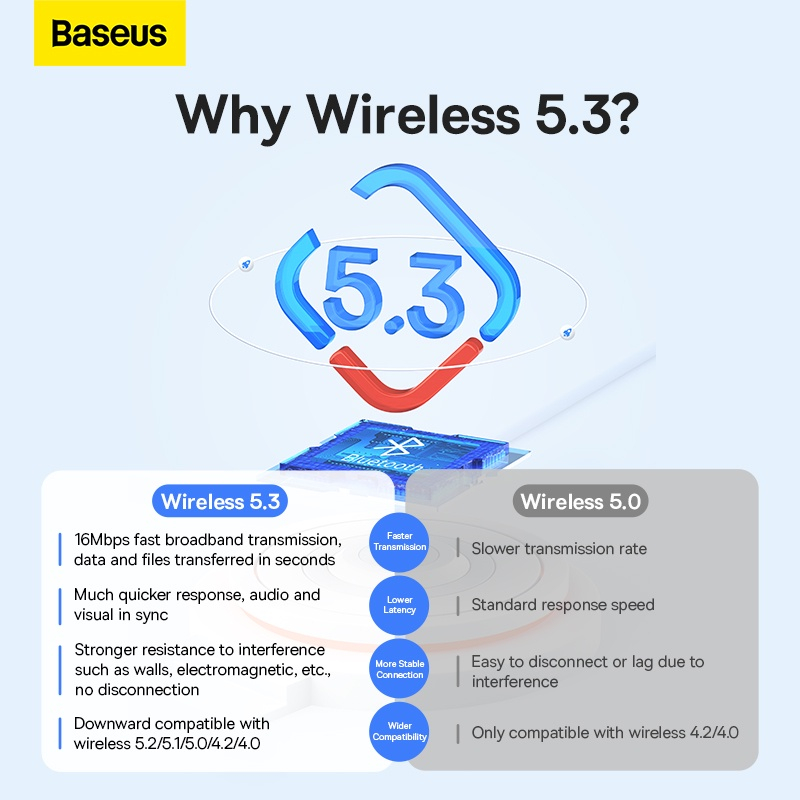 Baseus
Why Wireless 5.3?
5.3
Bluetooth
Wireless 5.3
Wireless 5.0
16Mbps fast broadband transmission,
data and files transferred in seconds
Faster
Transmission
Slower transmission rate
Much quicker response, audio and
visual in sync
Lower
Latency
Standard response speed
Stronger resistance to interference
such as walls, electromagnetic, etc.,
no disconnection
More Stable
Connection
Easy to disconnect or lag due to
interference
Downward compatible with
wireless 5.2/5.1/5.0/4.2/4.0
Wider
Compatibility
Only compatible with wireless 4.2/4.0